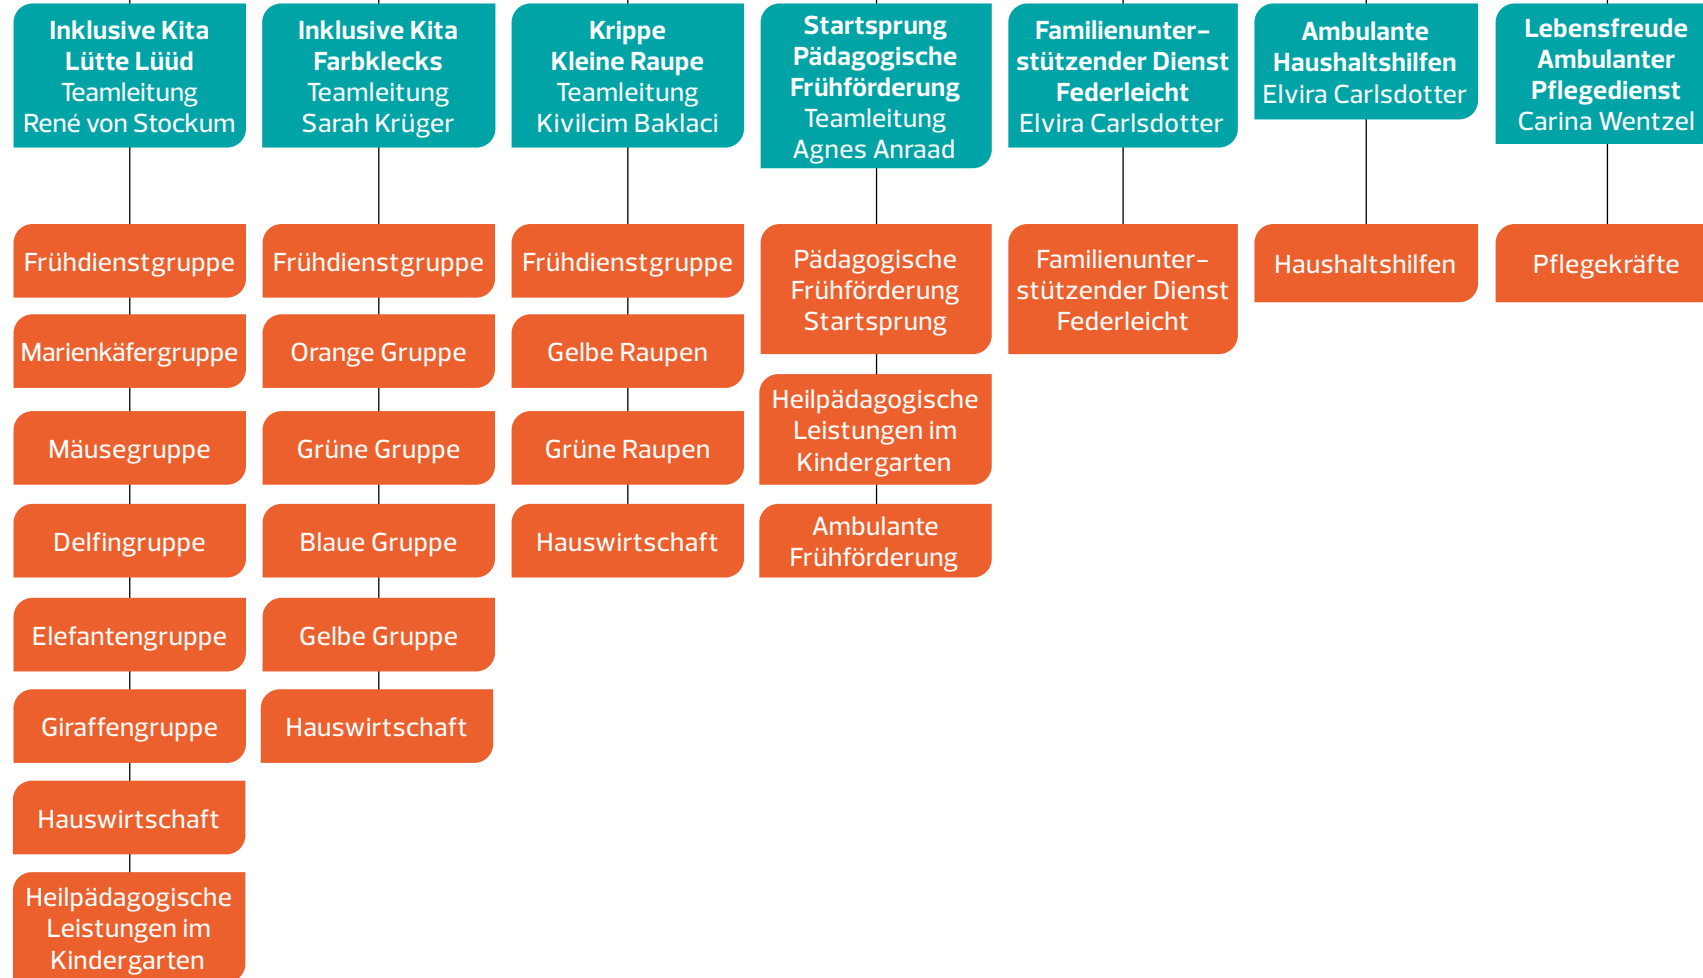 Inklusive Kita
Lütte Lüüd
Teamleitung
René von Stockum
Frühdienstgruppe
Marienkäfergruppe
Mäusegruppe
Delfingruppe
Elefantengruppe
Giraffengruppe
Hauswirtschaft
Heilpädagogische
Leistungen im
Kindergarten
Inklusive Kita
Farbklecks
Teamleitung
Sarah Krüger
Frühdienstgruppe
Orange Gruppe
Grüne Gruppe
Blaue Gruppe
Gelbe Gruppe
Hauswirtschaft
Krippe
Kleine Raupe
Teamleitung
Kivilcim Baklaci
Frühdienstgruppe
Gelbe Raupen
Grüne Raupen
Hauswirtschaft
Startsprung
Pädagogische
Frühförderung
Teamleitung
Agnes Anraad
Pädagogische
Frühförderung
Startsprung
Heilpädagogische
Leistungen im
Kindergarten
Ambulante
Frühförderung
Familienunter-
stützender Dienst
Federleicht
Elvira Carlsdotter
Familienunter-
stützender Dienst
Federleicht
Ambulante
Haushaltshilfen
Elvira Carlsdotter
Haushaltshilfen
Lebensfreude
Ambulanter
Pflegedienst
Carina Wentzel
Pflegekräfte